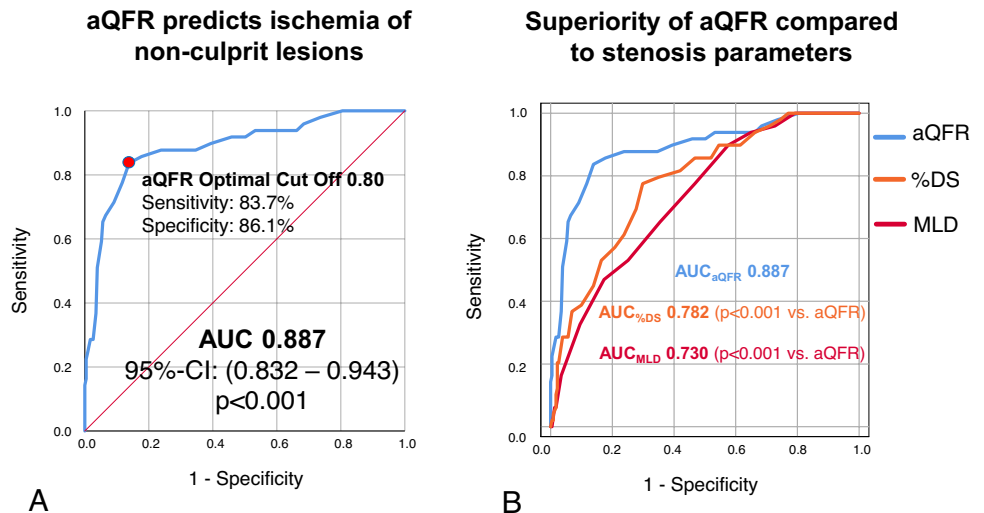 aQFR predicts ischemia of
non-culprit lesions
Sensitivity
1.0
0.8
0.6
0.4
0.2
0.0
aQFR Optimal Cut Off 0.80
Sensitivity: 83.7%
Specificity: 86.1%
AUC 0.887
95%-CI: (0.832 – 0.943)
p<0.001
0.0 0.2 0.4 0.6 0.8 1.0
1 - Specificity
A
Superiority of aQFR compared
to stenosis parameters
Sensitivity
1.0
0.8
0.6
0.4
0.2
0.0
AUCaQFR 0.887
AUC%DS 0.782 (p<0.001 vs. aQFR)
AUCMLD 0.730 (p<0.001 vs. aQFR)
0.0 0.2 0.4 0.6 0.8 1.0
1 - Specificity
B
aQFR
%DS
MLD